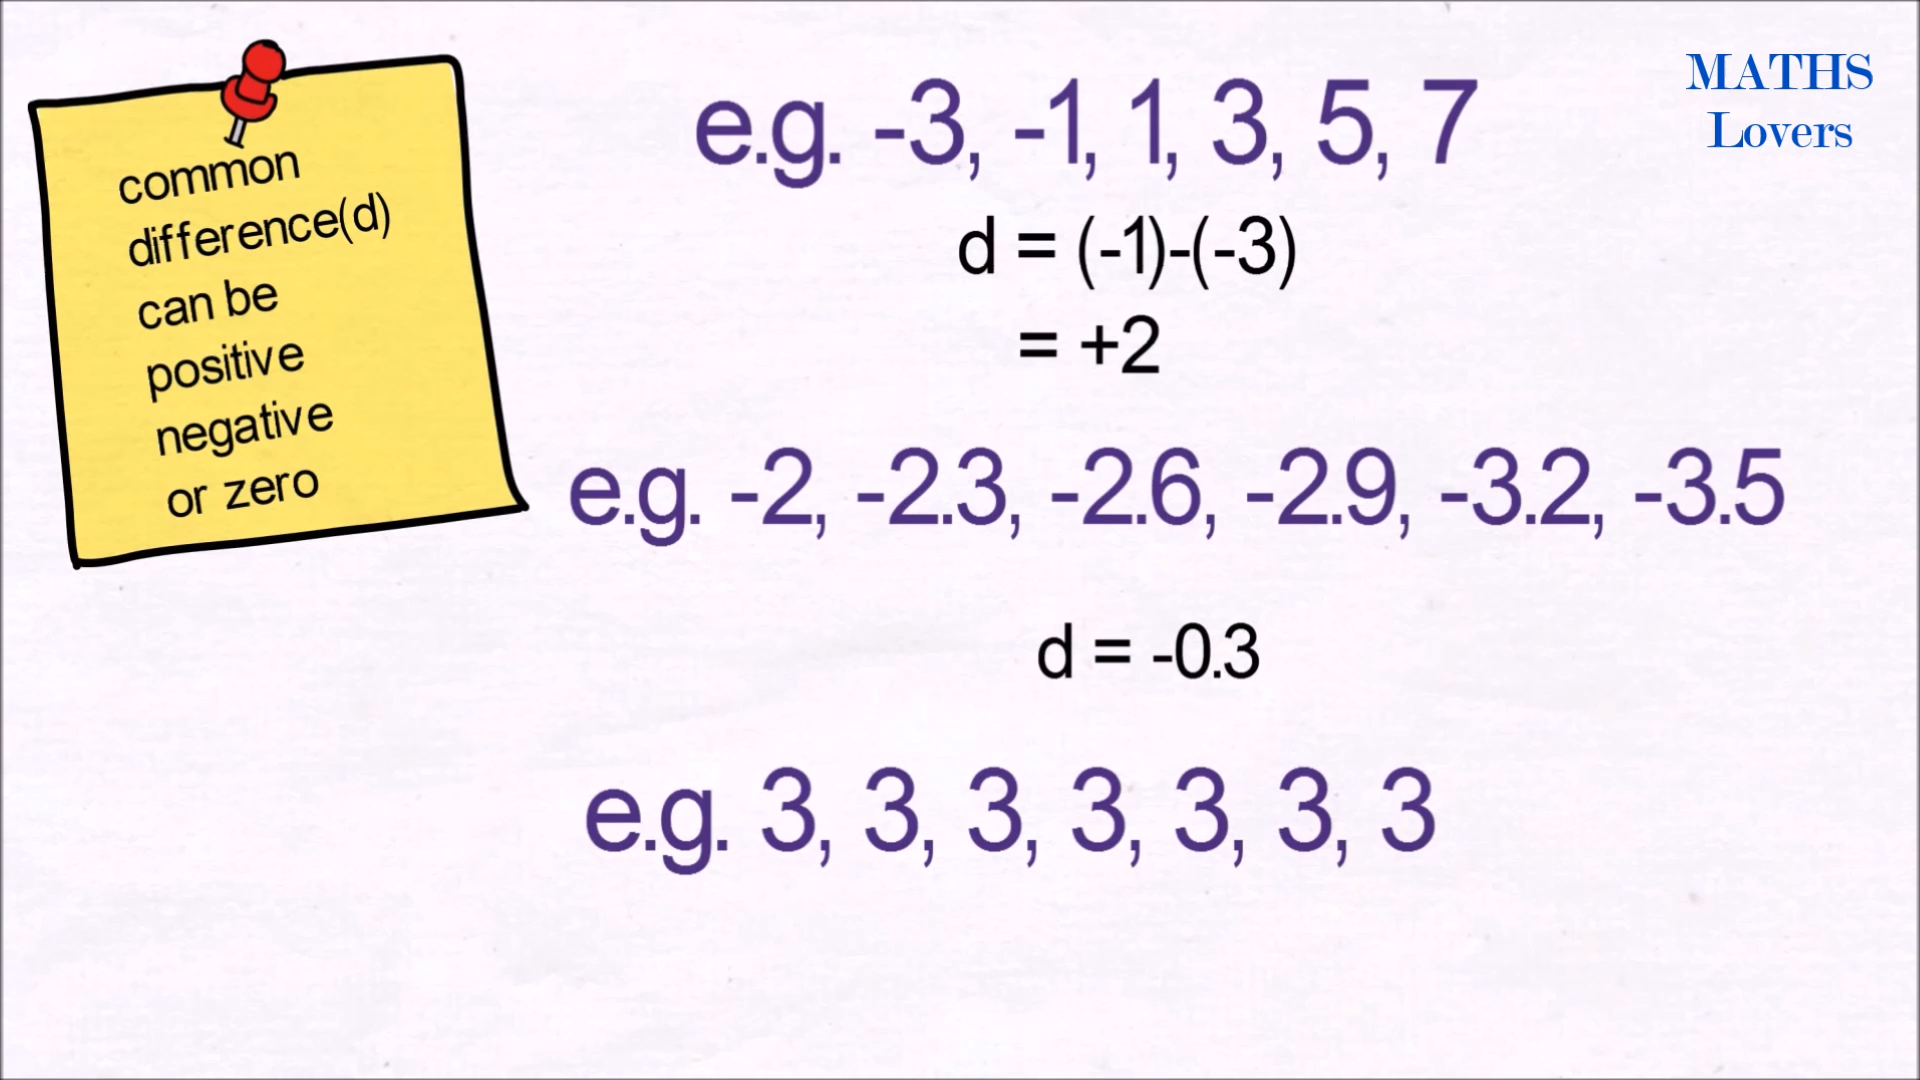 common
difference(d)
can be
positive
negative
or zero
e.g. -3, -1, 1, 3, 5, 7
d = (-1)-(-3)
= +2
e.g. -2, -2.3, -2.6, -2.9, -3.2, -3.5
d = -0.3
e.g. 3, 3, 3, 3, 3, 3, 3
MATHS
Lovers